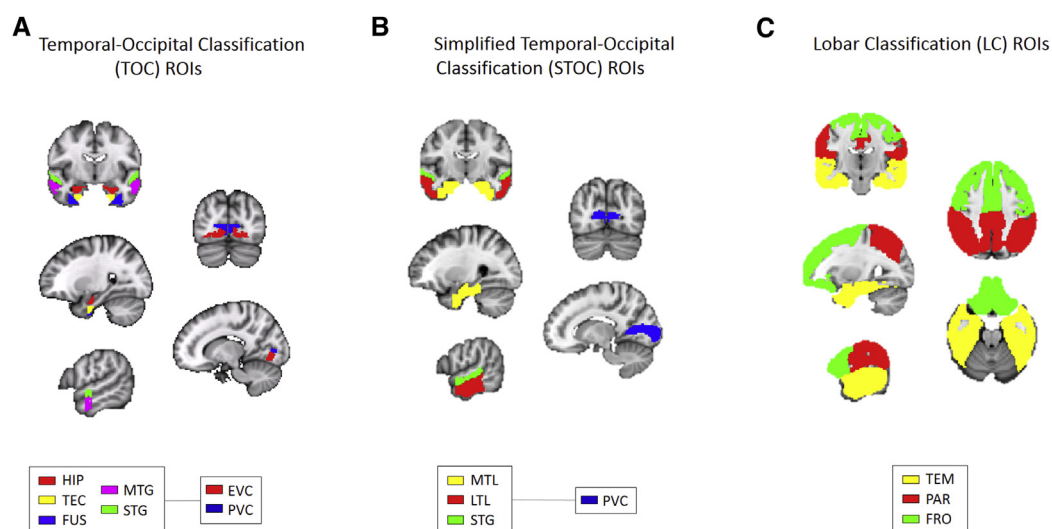 A
Temporal-Occipital Classification
(TOC) ROIs
B
Simplified Temporal-Occipital
Classification (STOC) ROIs
C
Lobar Classification (LC) ROIs
HIP
TEC
FUS
MTG
STG
EVC
PVC
MTL
LTL
STG
PVC
TEM
PAR
FRO